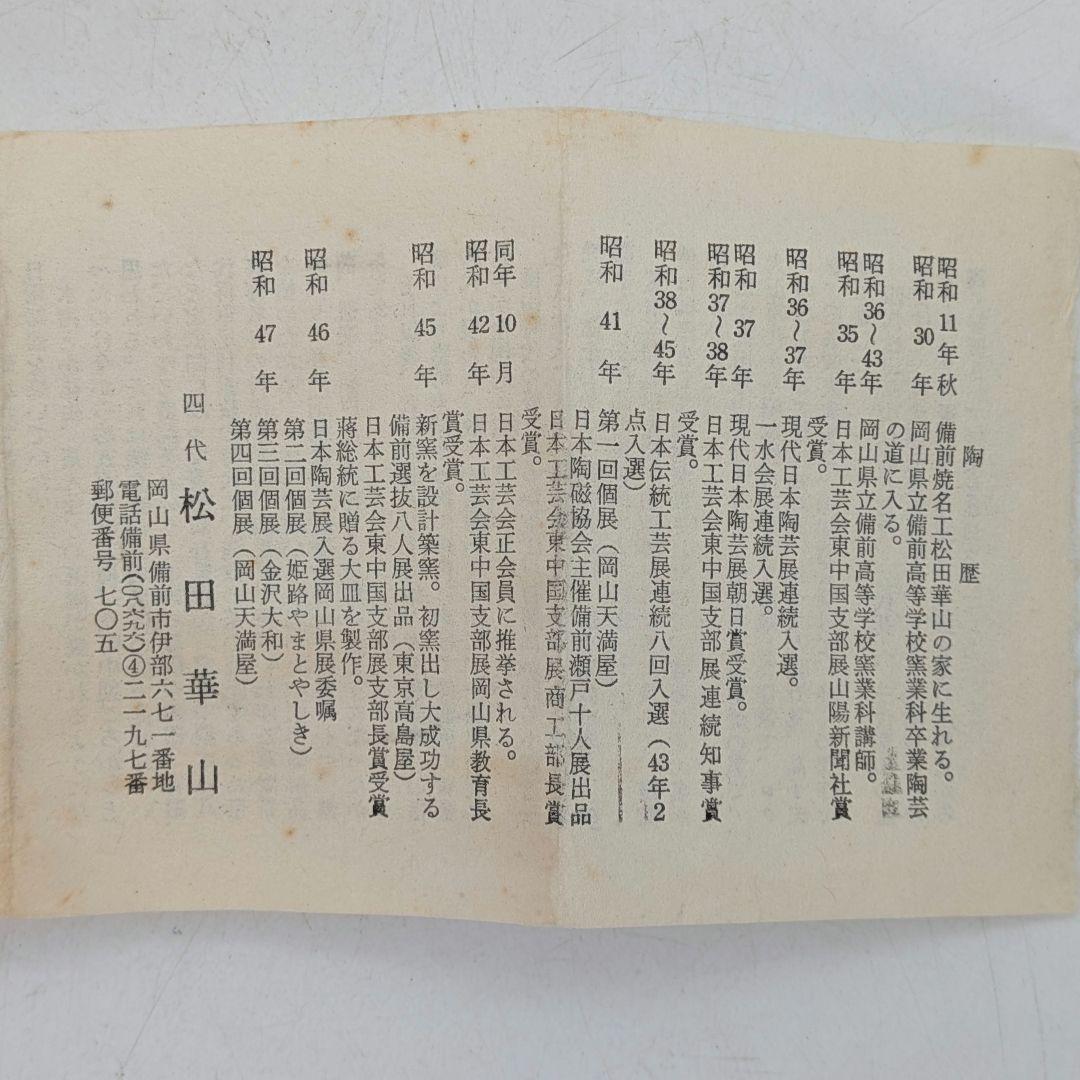 陶歴
昭和11年秋 備前焼名工松田華山の家に生れる。
昭和30年 岡山県立備前高等学校窯業科卒業陶芸
の道に入る。
昭和36〜43年 岡山県立備前高等学校窯業科講師。
昭和35年 日本工芸会東中国支部展山陽新聞社賞
受賞。
昭和36〜37年 現代日本陶芸展連続入選。
一水会展連続入選。
昭和37年 現代日本陶芸展朝日賞受賞。
昭和37〜38年 日本工芸会東中国支部展連続知事賞
受賞。
昭和38〜45年 日本伝統工芸展連続八回入選(43年2
点入選)
昭和41年 第一回個展(岡山天満屋)
日本陶磁協会主催備前瀬戸十人展出品
日本工芸会東中国支部展商工部長賞
受賞。
同年10月 日本工芸会正会員に推挙される。
昭和42年 日本工芸会東中国支部展岡山県教育長
賞受賞。
昭和45年 新窯を設計築窯。初窯出し大成功する
備前選抜八人展出品(東京高島屋)
日本工芸会東中国支部展支部長賞受賞
蔣総統に贈る大皿を製作。
昭和46年 日本陶芸展入選岡山県展委嘱
第二回個展(姫路やまとやしき)
昭和47年 第三回個展(金沢大和)
第四回個展(岡山天満屋)
四代 松田華山
岡山県備前市伊部六七一番地
電話備前(〇八六九六)④二一九七番
郵便番号 七〇五